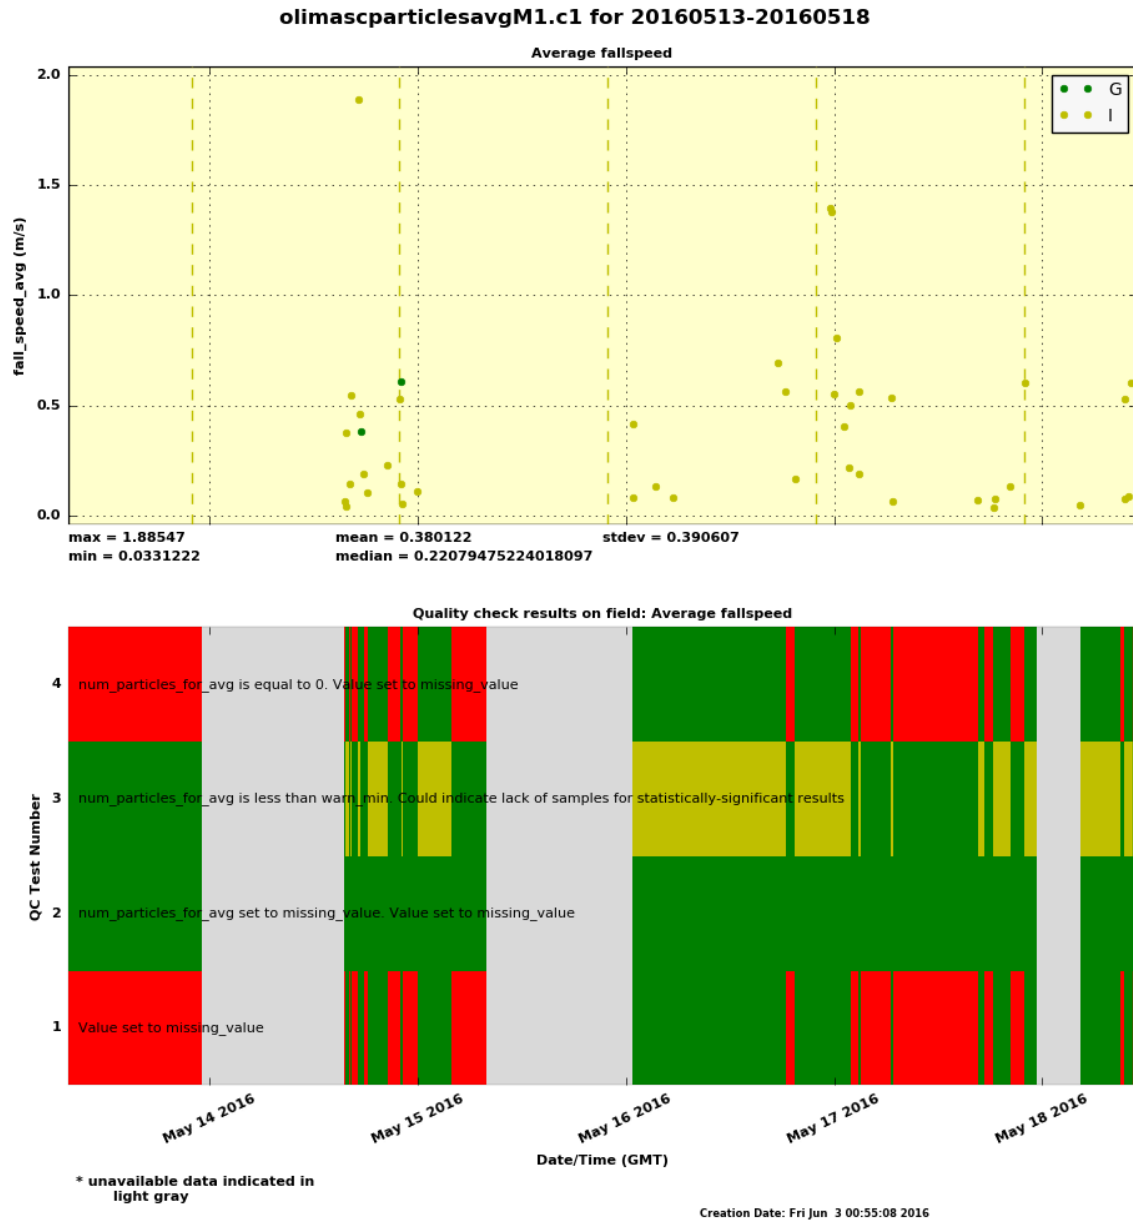 olimascparticlesavgM1.c1 for 20160513-20160518
Average fallspeed
2.0
1.5
1.0
0.5
0.0
fall_speed_avg (m/s)
G
I
max = 1.88547
mean = 0.380122
stdev = 0.390607
min = 0.0331222
median = 0.22079475224018097
Quality check results on field: Average fallspeed
QC Test Number
4
num_particles_for_avg is equal to 0. Value set to missing_value
3
num_particles_for_avg is less than warn_min. Could indicate lack of samples for statistically-significant results
2
num_particles_for_avg set to missing_value. Value set to missing_value
1
Value set to missing_value
May 14 2016
May 15 2016
May 16 2016
May 17 2016
May 18 2016
Date/Time (GMT)
* unavailable data indicated in
light gray
Creation Date: Fri Jun  3 00:55:08 2016